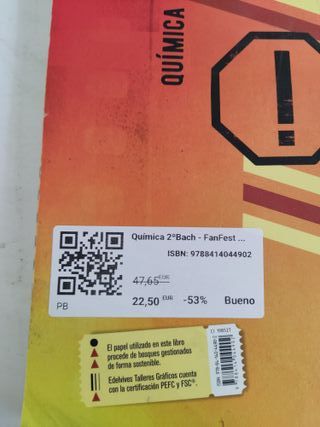 QUÍMICA
!
Química 2ºBach - FanFest ...
ISBN: 9788414044902
47,65 EUR
22,50 EUR -53% Bueno
PB
El papel utilizado en este libro
procede de bosques gestionados
de forma sostenible.
Edelvives Talleres Gráficos cuenta
con la certificación PEFC y FSC®.